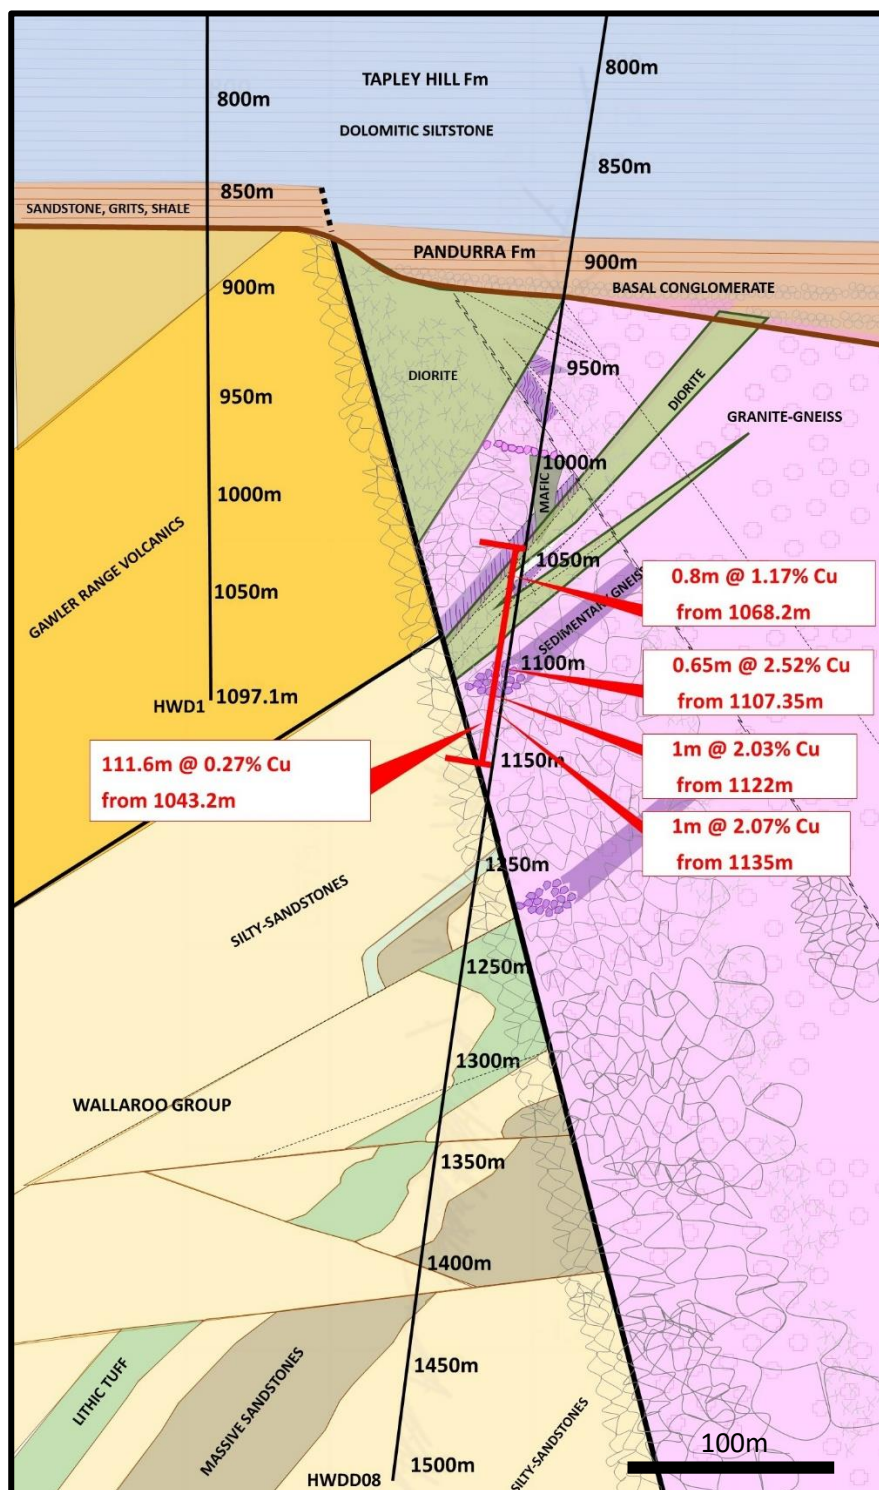 TAPLEY HILL Fm
800m
800m
DOLOMITIC SILTSTONE
850m
850m
SANDSTONE, GRITS, SHALE
PANDURRA Fm
900m
BASAL CONGLOMERATE
900m
950m
DIORITE
DIORITE
950m
GRANITE-GNEISS
1000m
MAFIC
1000m
GAWLER RANGE VOLCANICS
1050m
1050m
0.8m @ 1.17% Cu
from 1068.2m
SEDIMENTARY GNEISS
1100m
0.65m @ 2.52% Cu
from 1107.35m
HWD1
1097.1m
111.6m @ 0.27% Cu
from 1043.2m
1150m
1m @ 2.03% Cu
from 1122m
1m @ 2.07% Cu
from 1135m
1250m
SILTY-SANDSTONES
1250m
1300m
WALLAROO GROUP
1350m
1400m
1450m
LITHIC TUFF
MASSIVE SANDSTONES
SILTY-SANDSTONES
1500m
HWDD08
100m